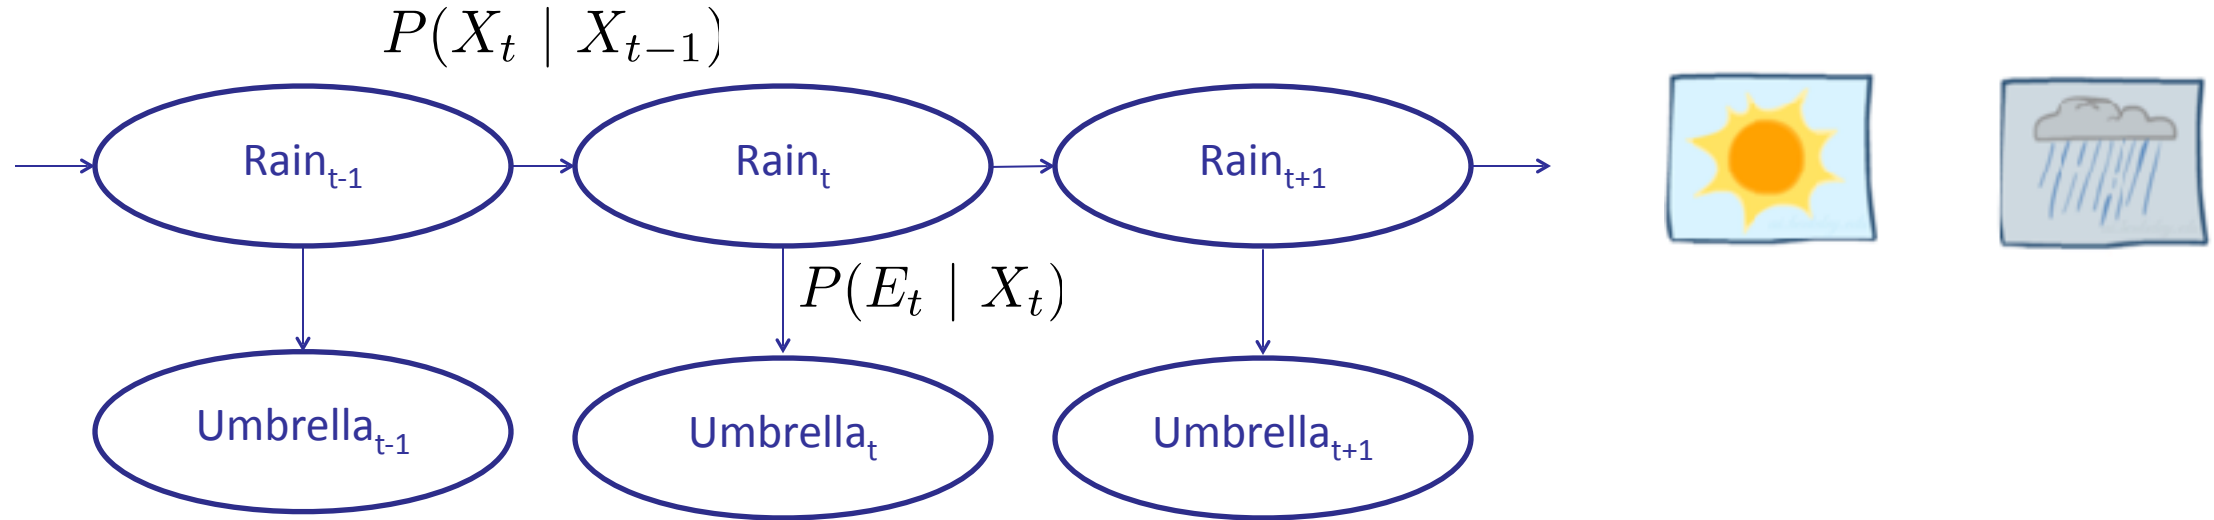 P(X_t | X_{t-1})
Rain_{t-1} Rain_t Rain_{t+1}
P(E_t | X_t)
Umbrella_{t-1} Umbrella_t Umbrella_{t+1}